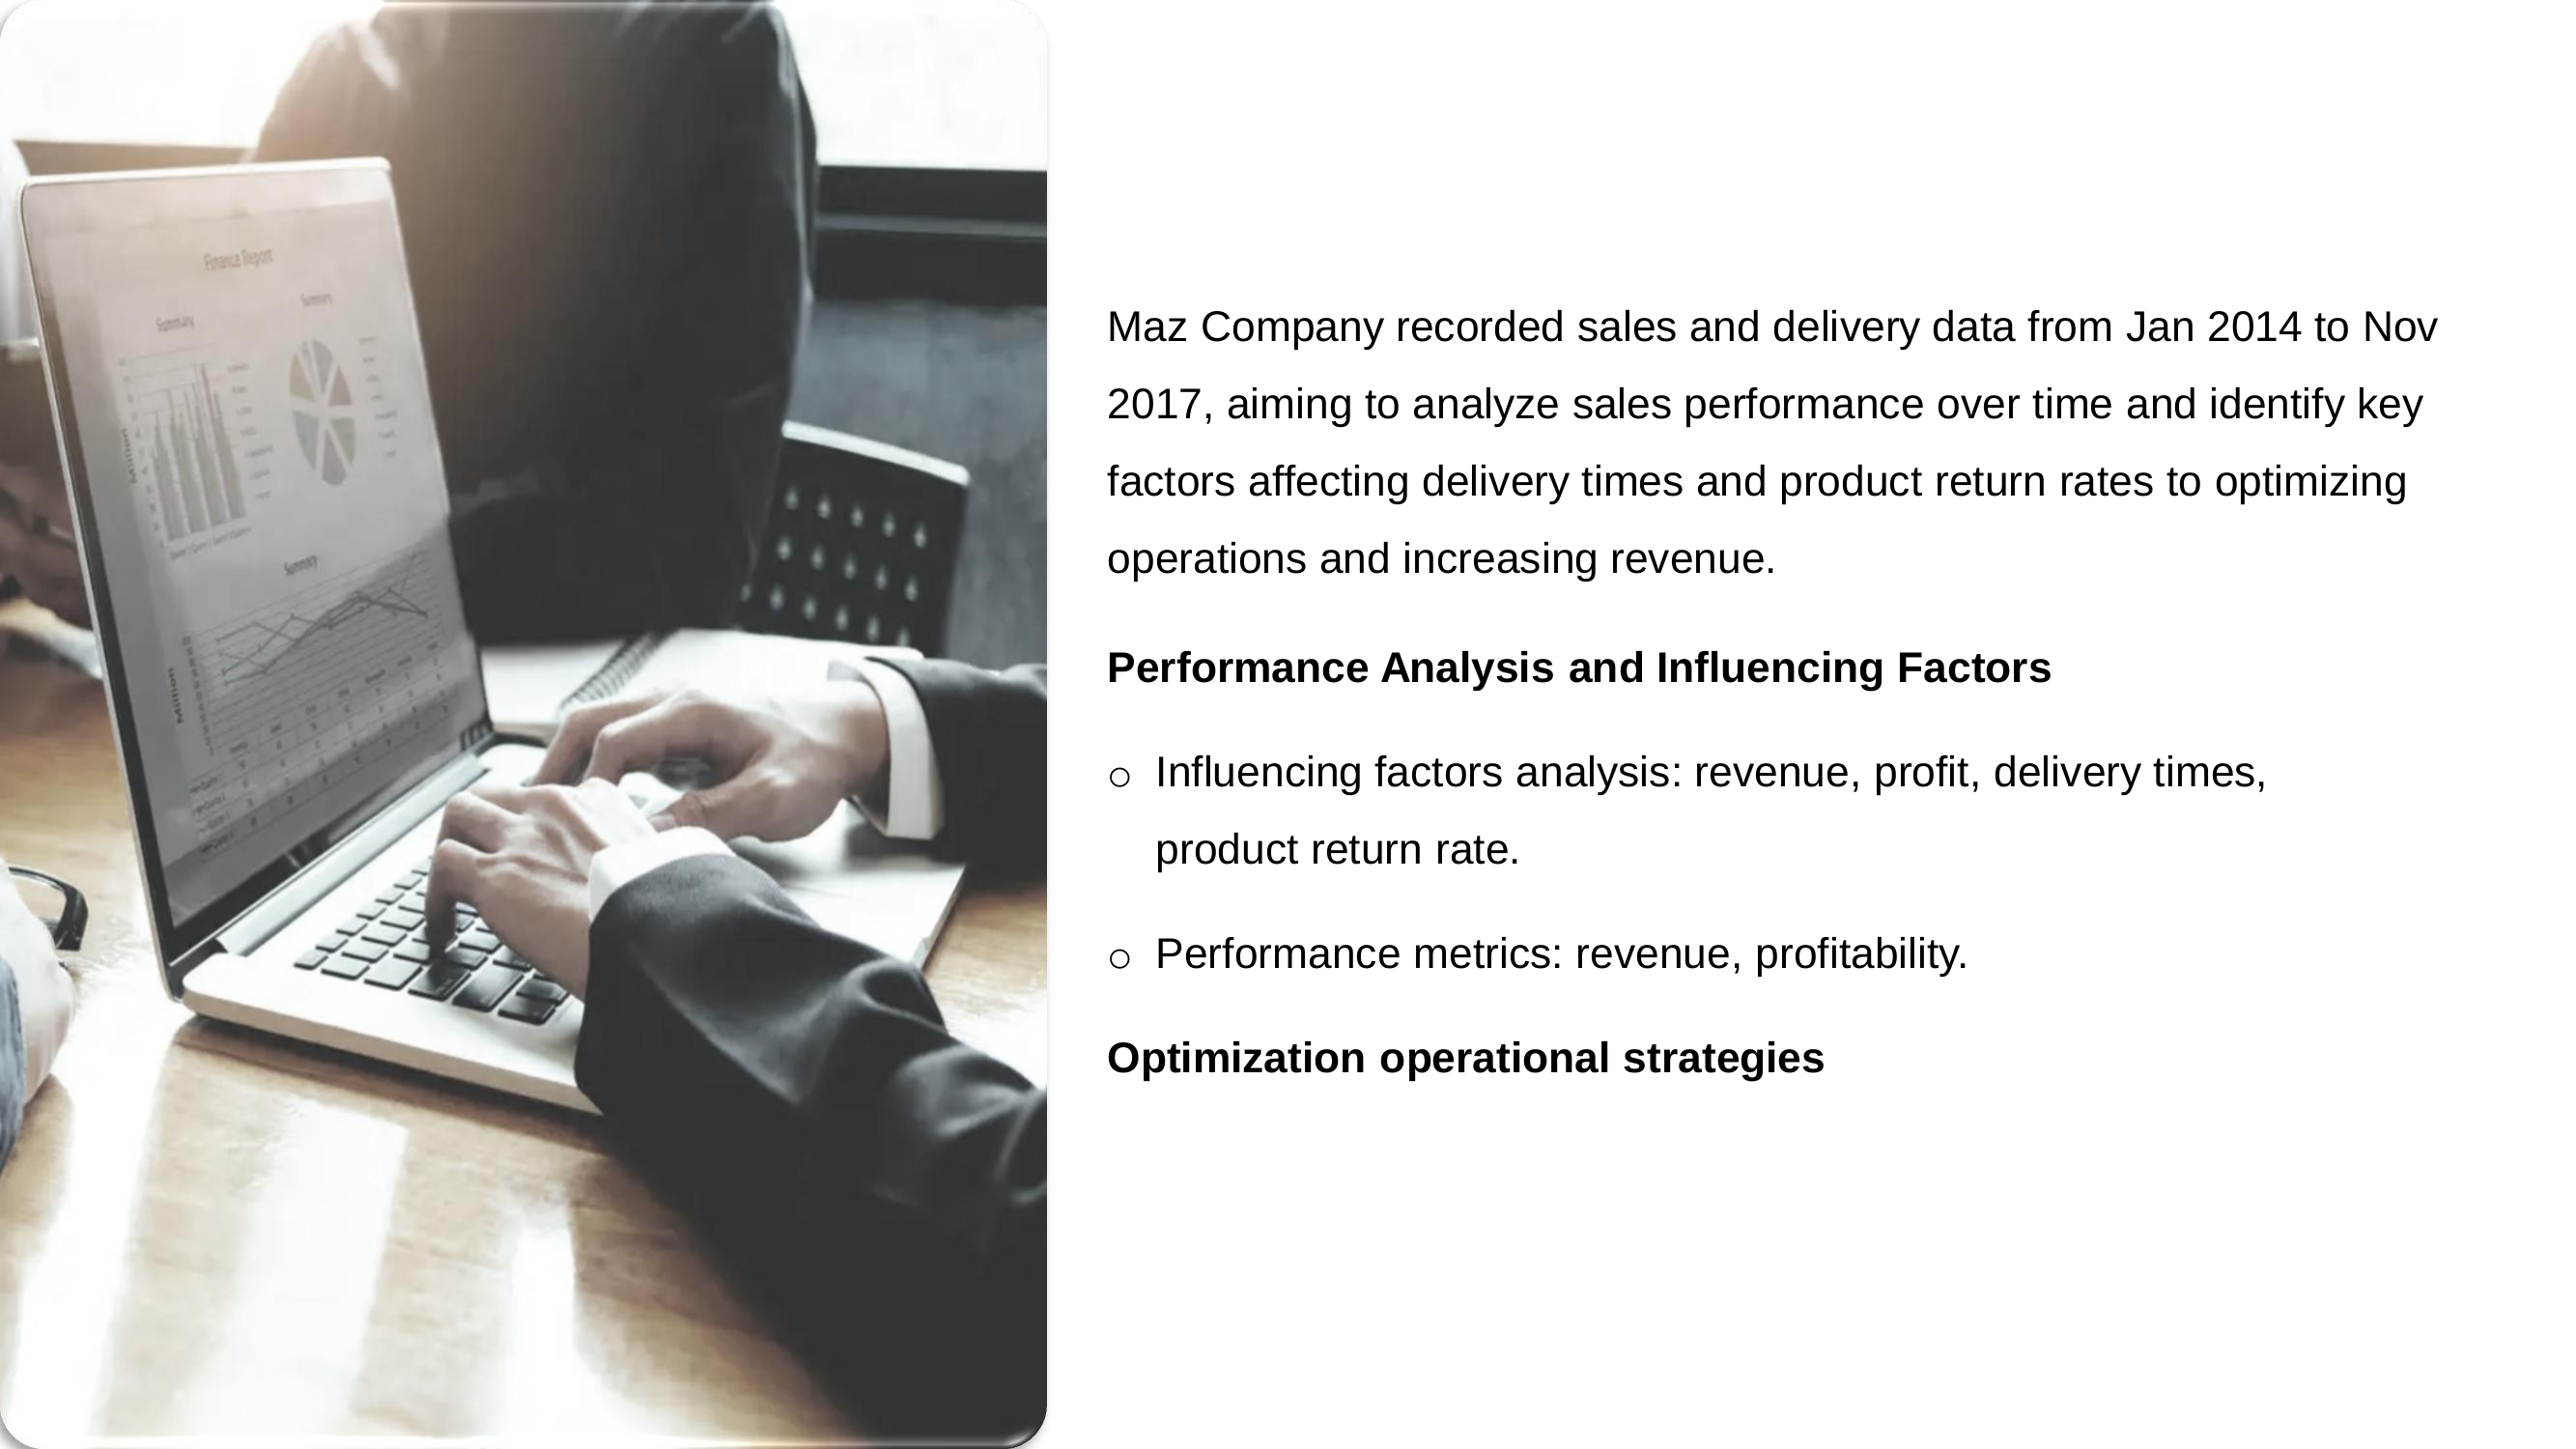 Finance Report
Summary
Summary
Million
Summary
Million
Maz Company recorded sales and delivery data from Jan 2014 to Nov
2017, aiming to analyze sales performance over time and identify key
factors affecting delivery times and product return rates to optimizing
operations and increasing revenue.
Performance Analysis and Influencing Factors
o Influencing factors analysis: revenue, profit, delivery times,
product return rate.
o Performance metrics: revenue, profitability.
Optimization operational strategies